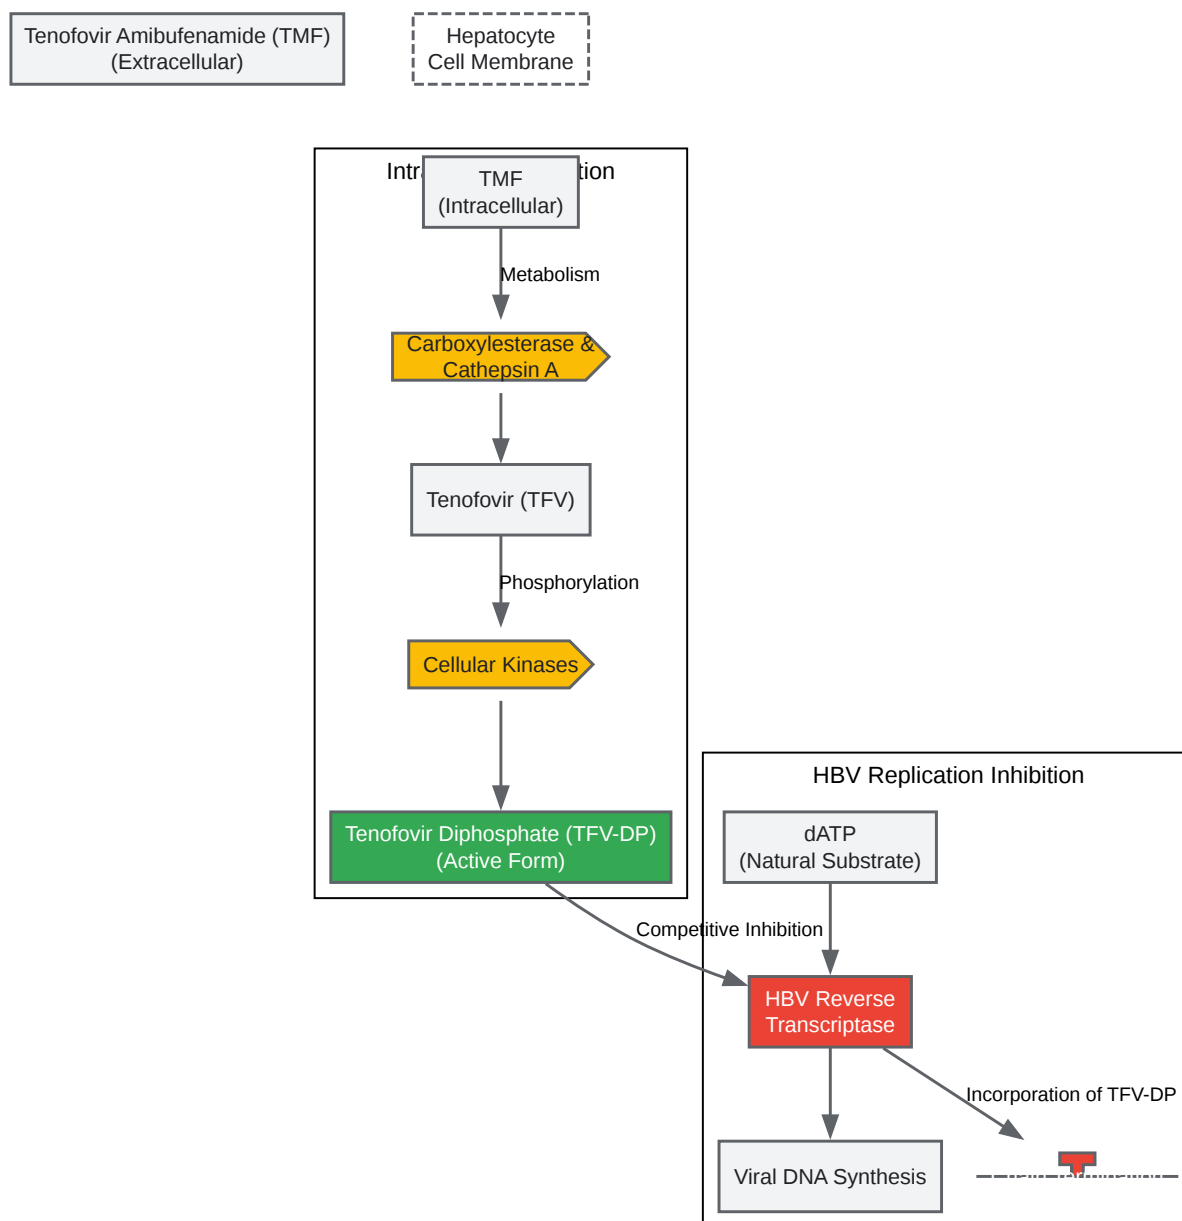 Tenofovir Amibufenamide (TMF)
(Extracellular)
Hepatocyte
Cell Membrane
TMF
(Intracellular)
Metabolism
Carboxylesterase &
Cathepsin A
Tenofovir (TFV)
Phosphorylation
Cellular Kinases
Tenofovir Diphosphate (TFV-DP)
(Active Form)
HBV Replication Inhibition
dATP
(Natural Substrate)
Competitive Inhibition
HBV Reverse
Transcriptase
Incorporation of TFV-DP
Viral DNA Synthesis